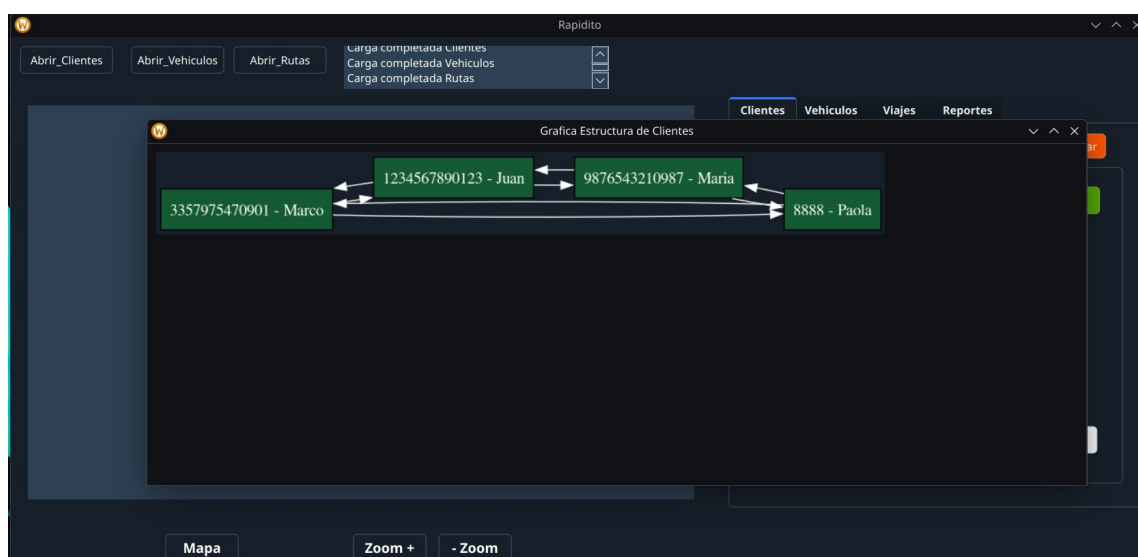 Rapidito
Abrir_Clientes Abrir_Vehiculos Abrir_Rutas
Carga completada Clientes
Carga completada Vehiculos
Carga completada Rutas
Clientes Vehiculos Viajes Reportes
Grafica Estructura de Clientes
ar
1234567890123 - Juan 9876543210987 - Maria
3357975470901 - Marco 8888 - Paola
Mapa Zoom + - Zoom